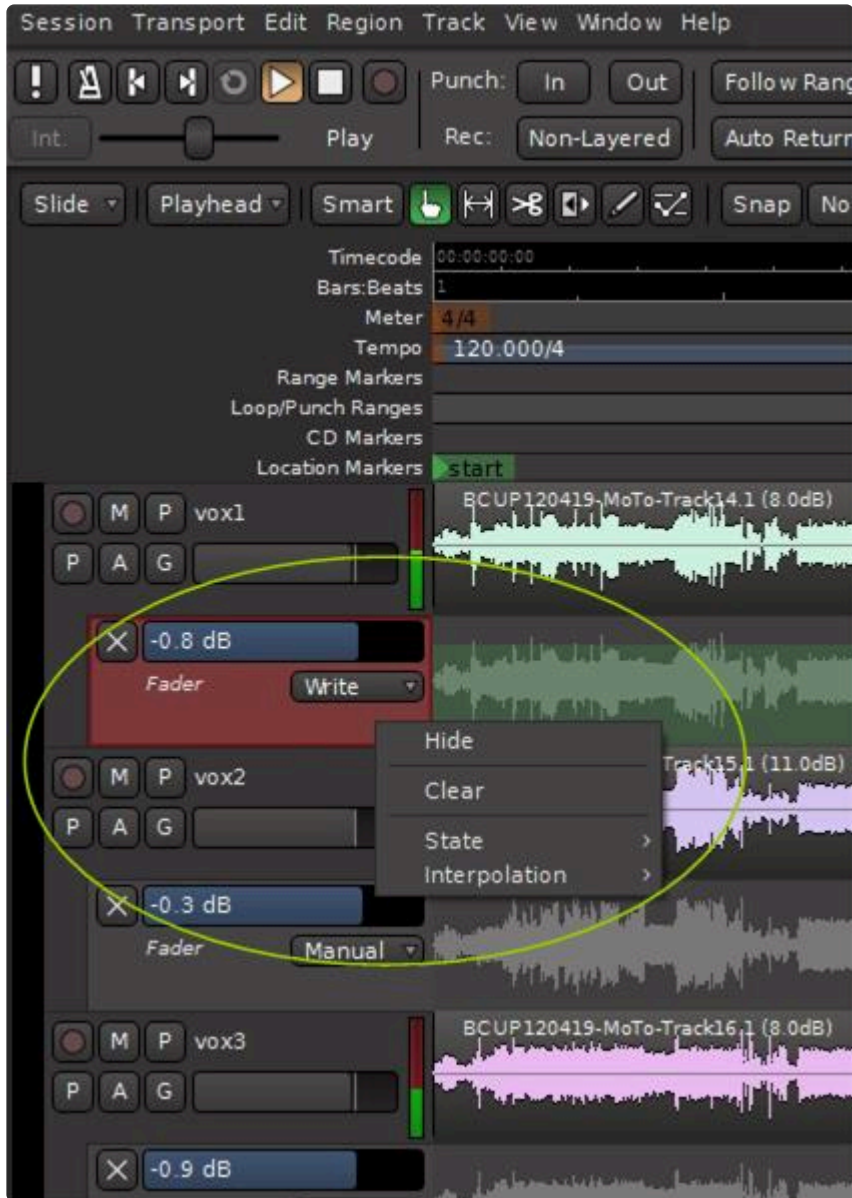 Session Transport Edit Region Track View Window Help
Punch: In Out Follow Rang
Int. Play Rec: Non-Layered Auto Return
Slide Playhead Smart Snap No
Timecode 00:00:00:00
Bars:Beats 1
Meter 4/4
Tempo 120.000/4
Range Markers
Loop/Punch Ranges
CD Markers
Location Markers start
M P vox1 BCUP120419-MoTo-Track14.1 (8.0dB)
P A G
-0.8 dB
Fader Write
Hide
M P vox2 Track15.1 (11.0dB)
Clear
P A G
State
Interpolation
-0.3 dB
Fader Manual
M P vox3 BCUP120419-MoTo-Track16.1 (8.0dB)
P A G
-0.9 dB